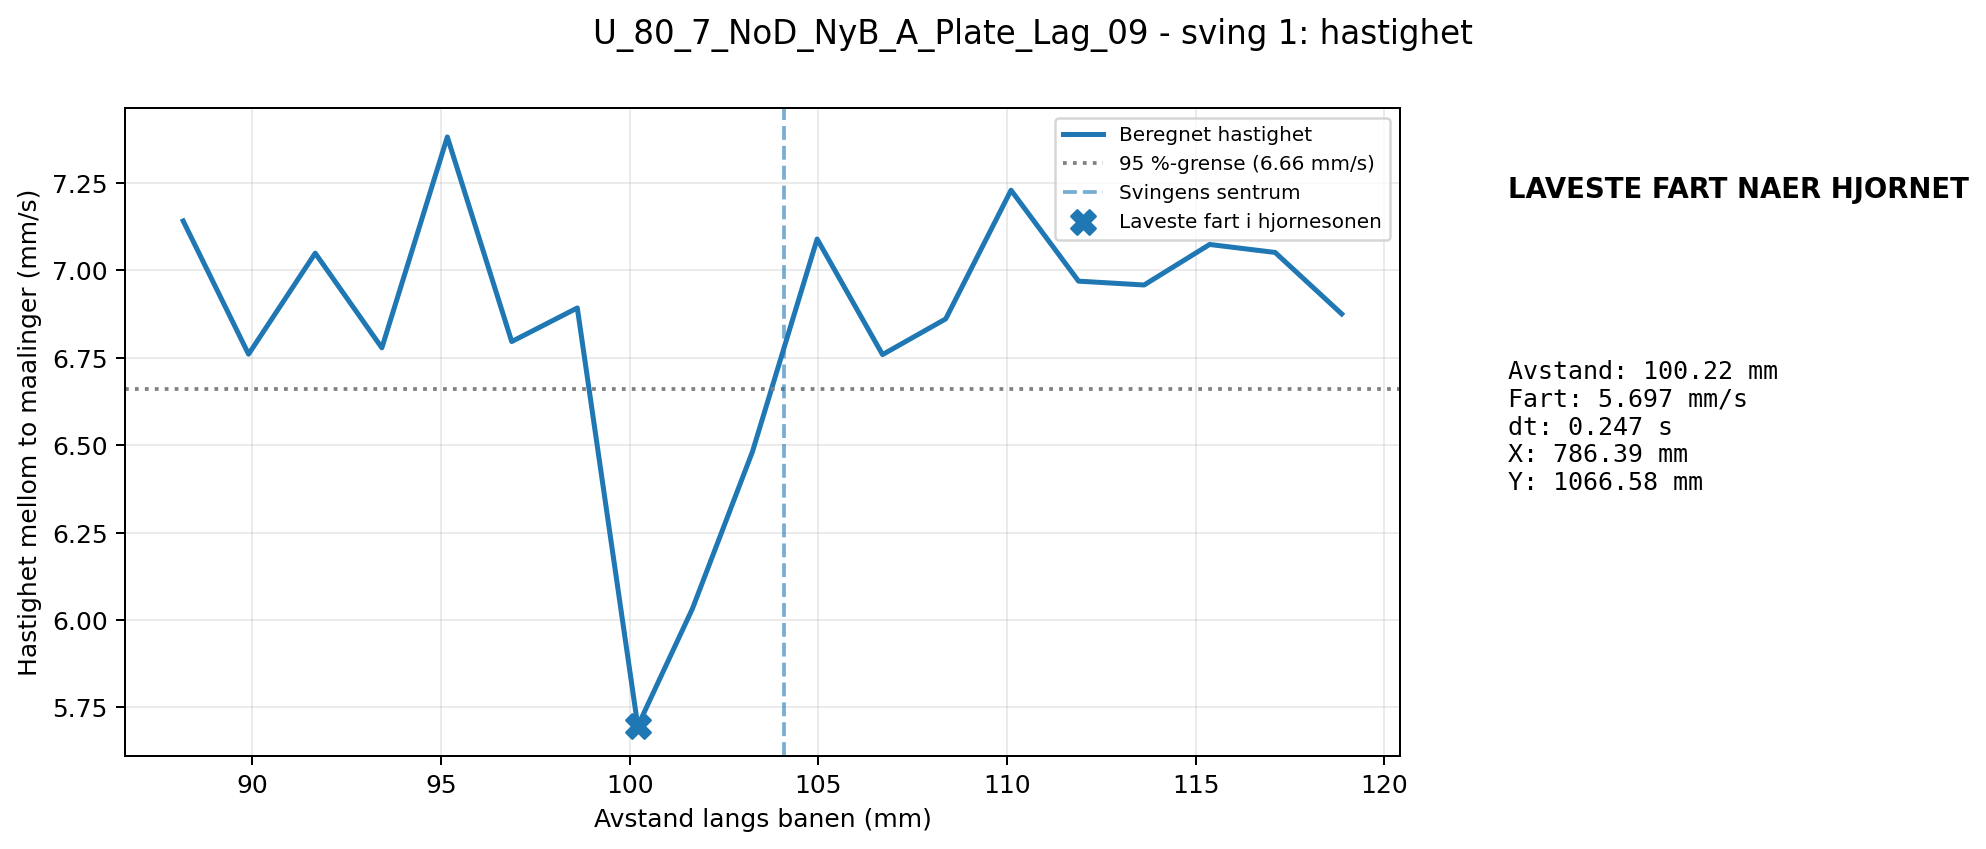 U_80_7_NoD_NyB_A_Plate_Lag_09 - sving 1: hastighet
Hastighet mellom to maalinger (mm/s)
7.25
7.00
6.75
6.50
6.25
6.00
5.75
Beregnet hastighet
95 %-grense (6.66 mm/s)
Svingens sentrum
Laveste fart i hjornesonen
90
95
100
105
110
115
120
Avstand langs banen (mm)
LAVESTE FART NAER HJORNET
Avstand: 100.22 mm
Fart: 5.697 mm/s
dt: 0.247 s
X: 786.39 mm
Y: 1066.58 mm